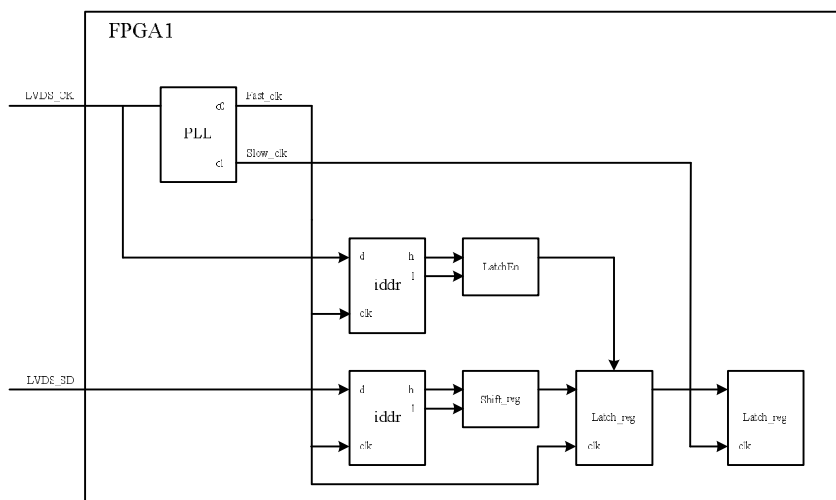 FPGA1
LVDS_CK
c0
Fast_clk
PLL
c1
Slow_clk
d
h
l
iddr
clk
LatchEn
LVDS_SD
d
h
l
iddr
clk
Shift_reg
Latch_reg
clk
Latch_reg
clk